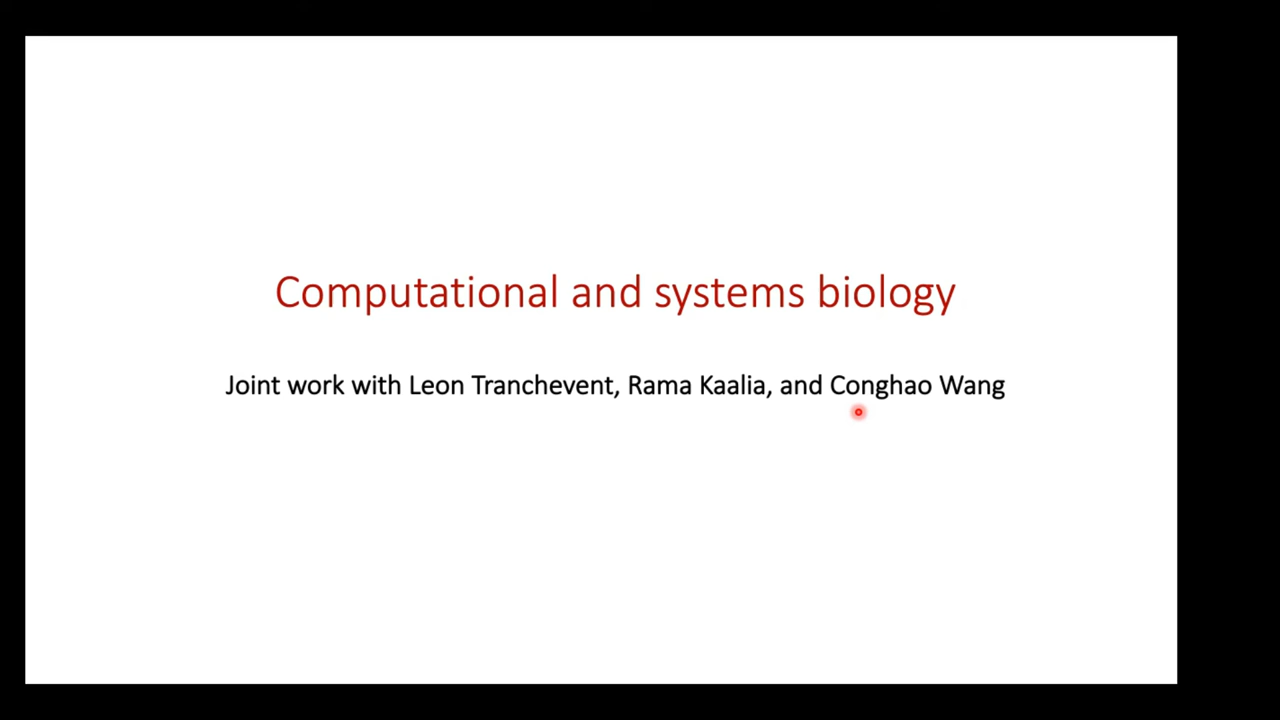 Computational and systems biology
Joint work with Leon Tranchevent, Rama Kaalia, and Conghao Wang